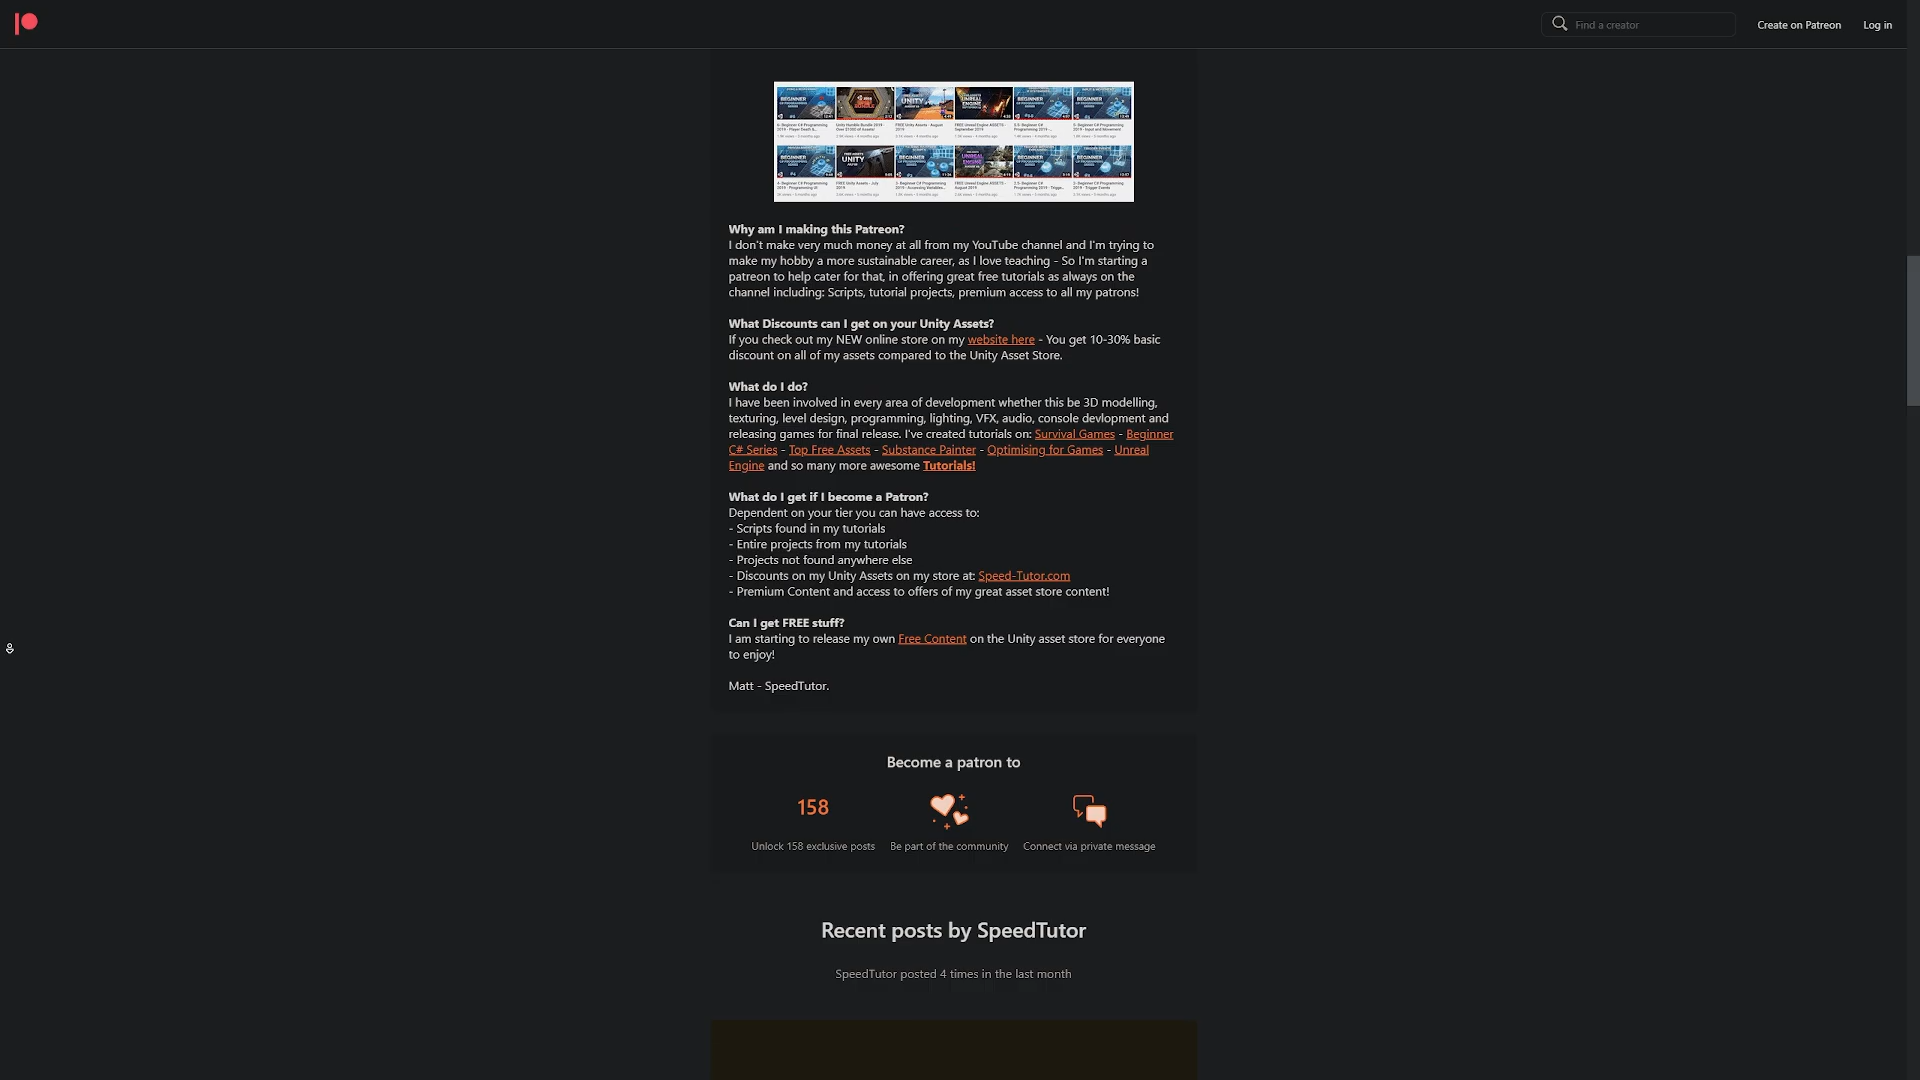 Find a creator
Create on Patreon
Log in
Why am I making this Patreon?
I don't make very much money at all from my YouTube channel and I'm trying to
make my hobby a more sustainable career, as I love teaching - So I'm starting a
patreon to help cater for that, in offering great free tutorials as always on the
channel including: Scripts, tutorial projects, premium access to all my patrons!
What Discounts can I get on your Unity Assets?
If you check out my NEW online store on my website here - You get 10-30% basic
discount on all of my assets compared to the Unity Asset Store.
What do I do?
I have been involved in every area of development whether this be 3D modelling,
texturing, level design, programming, lighting, VFX, audio, console devlopment and
releasing games for final release. I've created tutorials on: Survival Games - Beginner
C# Series - Top Free Assets - Substance Painter - Optimising for Games - Unreal
Engine and so many more awesome Tutorials!
What do I get if I become a Patron?
Dependent on your tier you can have access to:
- Scripts found in my tutorials
- Entire projects from my tutorials
- Projects not found anywhere else
- Discounts on my Unity Assets on my store at: Speed-Tutor.com
- Premium Content and access to offers of my great asset store content!
Can I get FREE stuff?
I am starting to release my own Free Content on the Unity asset store for everyone
to enjoy!
Matt - SpeedTutor.
Become a patron to
158
Unlock 158 exclusive posts
Be part of the community
Connect via private message
Recent posts by SpeedTutor
SpeedTutor posted 4 times in the last month